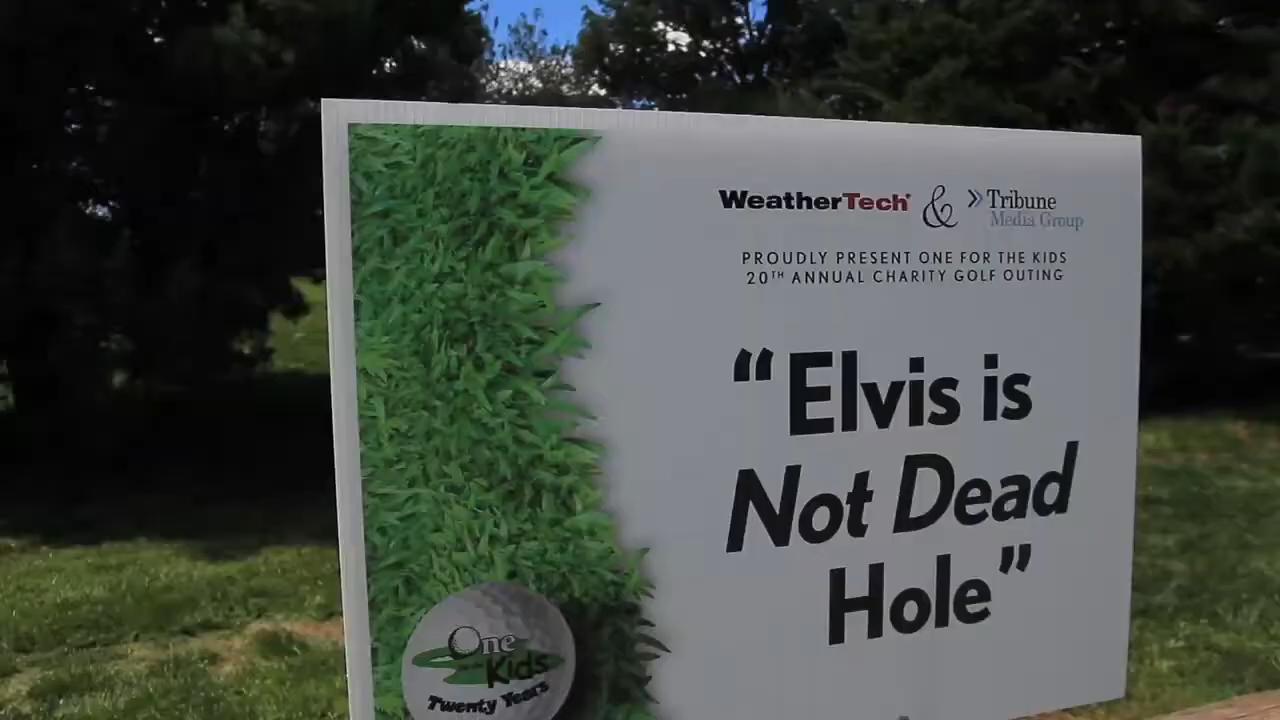 WeatherTech® & Tribune
Media Group
PROUDLY PRESENT ONE FOR THE KIDS
20TH ANNUAL CHARITY GOLF OUTING
“Elvis is
Not Dead
Hole”
One
Kids
Twenty Years